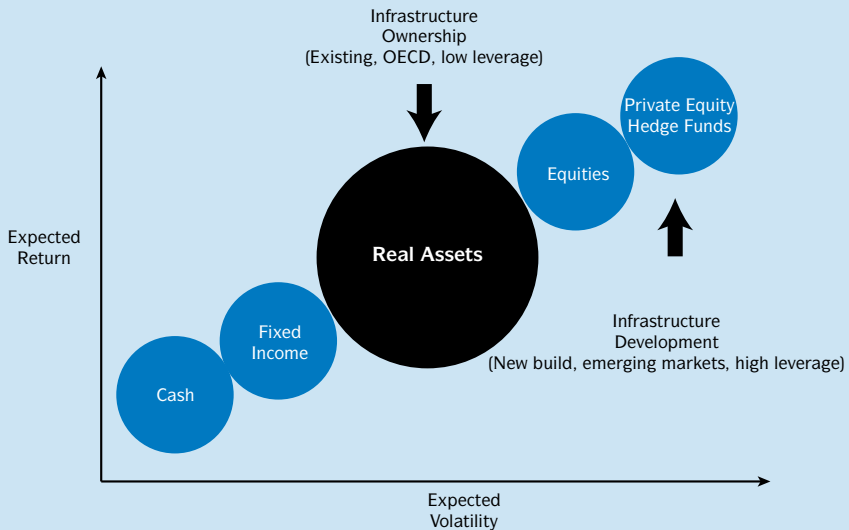 Infrastructure
Ownership
(Existing, OECD, low leverage)
Private Equity
Hedge Funds
Equities
Expected
Return
Real Assets
Fixed
Income
Cash
Infrastructure
Development
(New build, emerging markets, high leverage)
Expected
Volatility